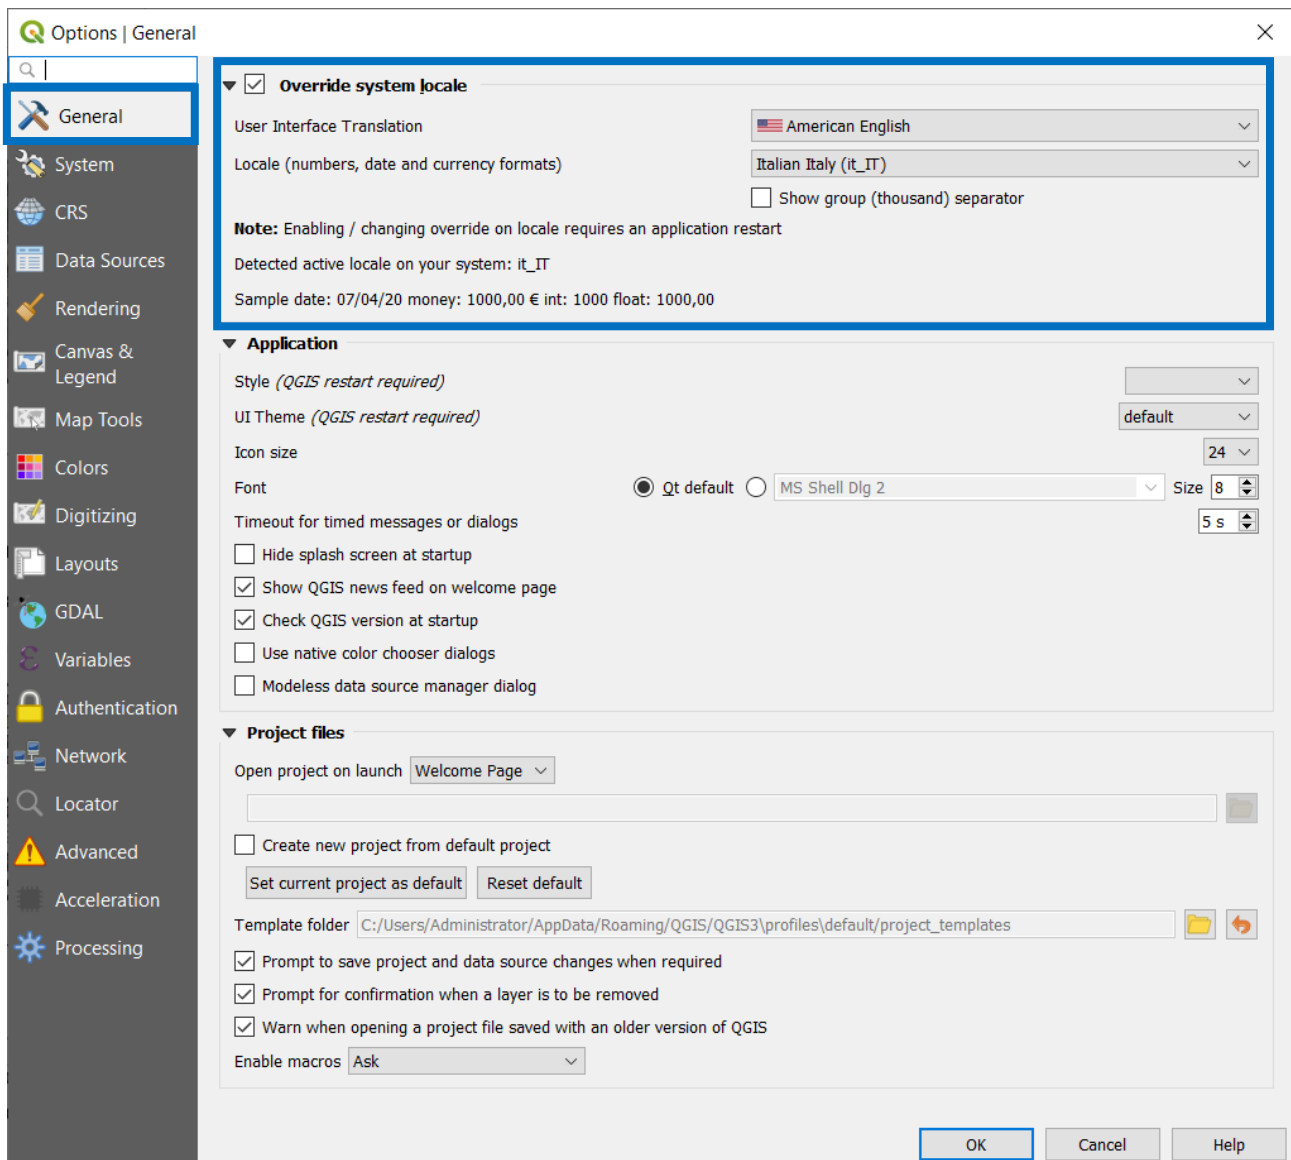 Options | General
General
System
CRS
Data Sources
Rendering
Canvas &
Legend
Map Tools
Colors
Digitizing
Layouts
GDAL
Variables
Authentication
Network
Locator
Advanced
Acceleration
Processing
Override system locale
User Interface Translation American English
Locale (numbers, date and currency formats) Italian Italy (it_IT)
Show group (thousand) separator
Note: Enabling / changing override on locale requires an application restart
Detected active locale on your system: it_IT
Sample date: 07/04/20 money: 1000,00 € int: 1000 float: 1000,00
Application
Style (QGIS restart required)
UI Theme (QGIS restart required) default
Icon size 24
Font Qt default MS Shell Dlg 2 Size 8
Timeout for timed messages or dialogs 5 s
Hide splash screen at startup
Show QGIS news feed on welcome page
Check QGIS version at startup
Use native color chooser dialogs
Modeless data source manager dialog
Project files
Open project on launch Welcome Page
Create new project from default project
Set current project as default Reset default
Template folder C:/Users/Administrator/AppData/Roaming/QGIS/QGIS3\profiles\default/project_templates
Prompt to save project and data source changes when required
Prompt for confirmation when a layer is to be removed
Warn when opening a project file saved with an older version of QGIS
Enable macros Ask
OK Cancel Help